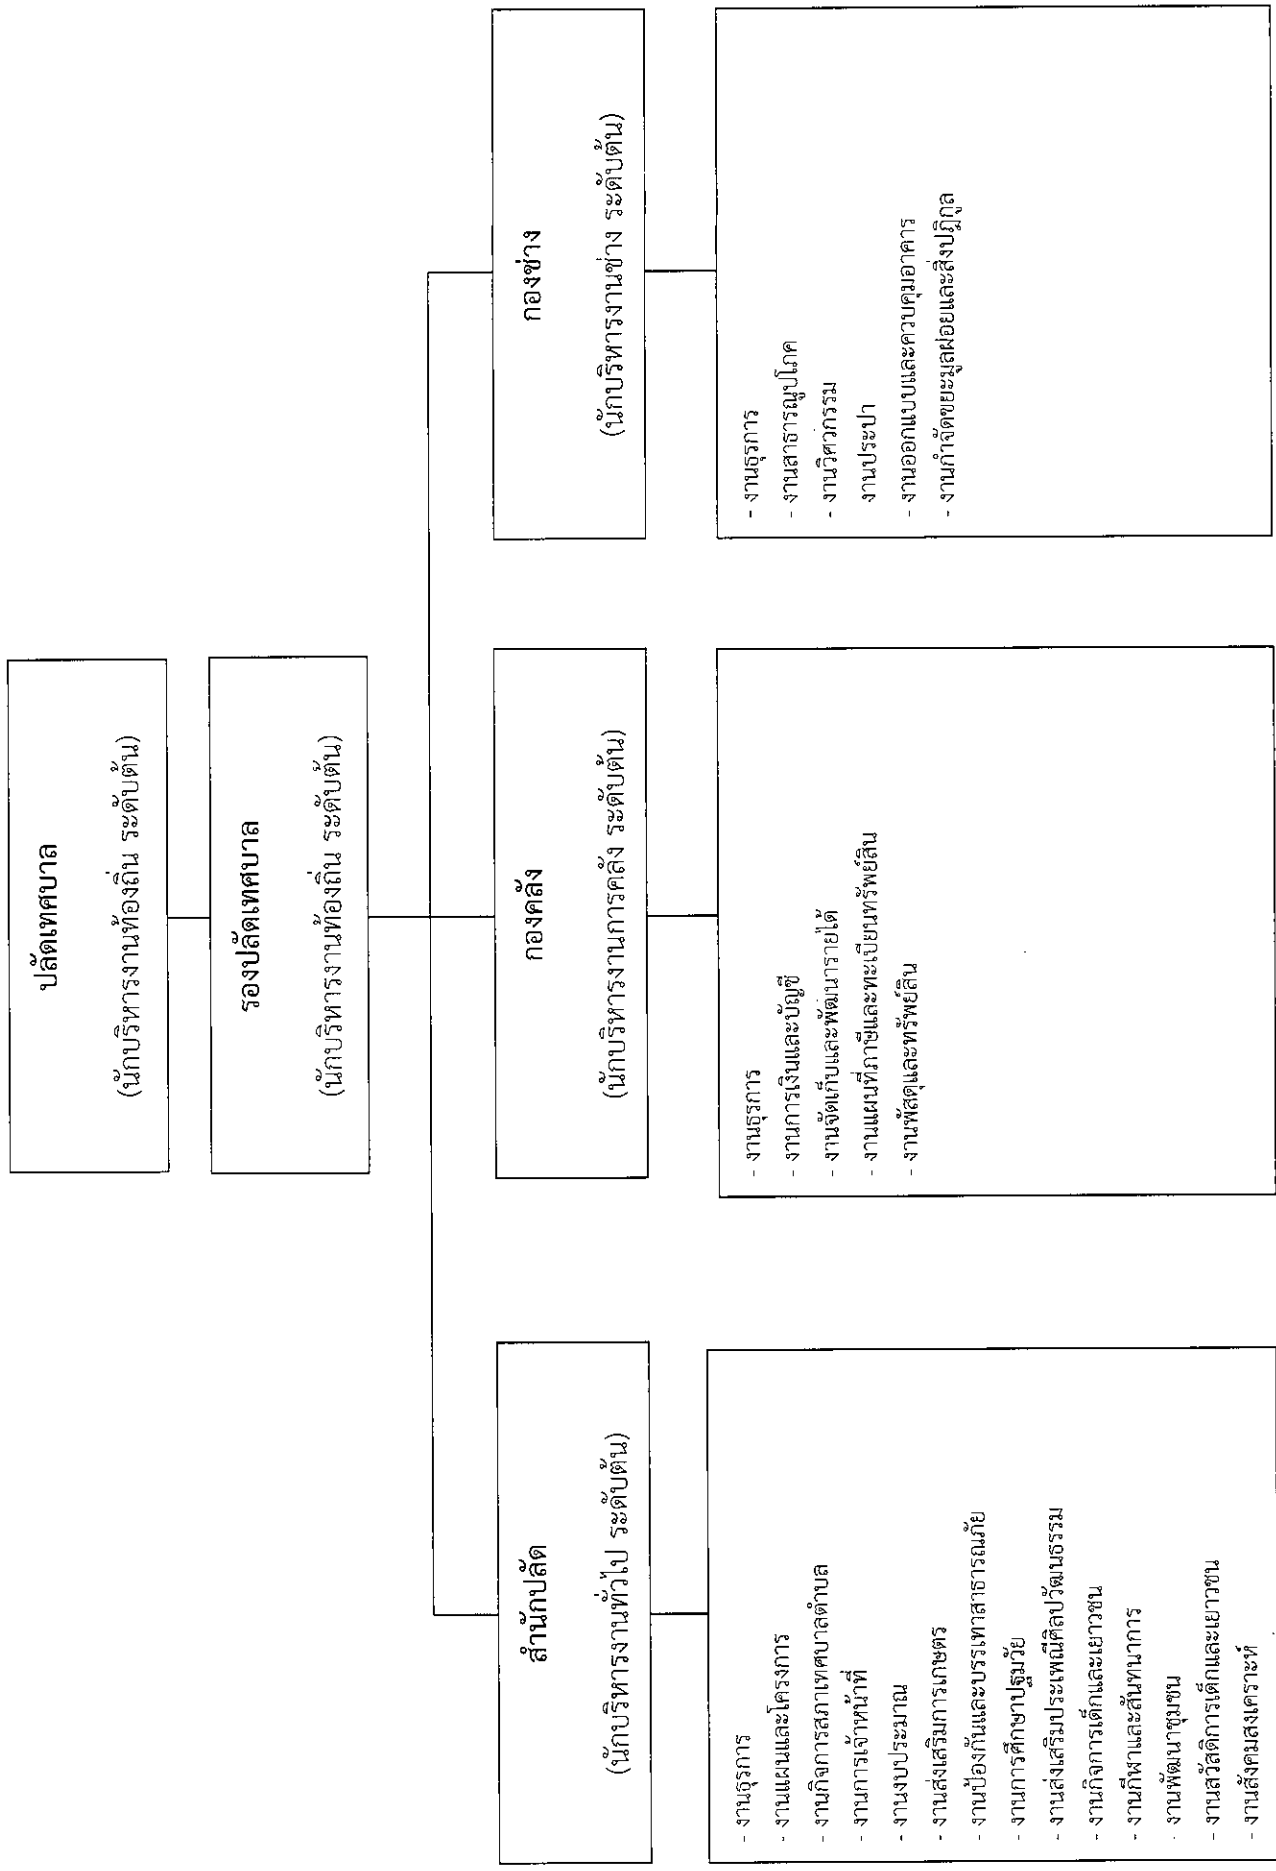 ปลัดเทศบาล
(นักบริหารงานท้องถิ่น ระดับต้น)
รองปลัดเทศบาล
(นักบริหารงานท้องถิ่น ระดับต้น)
สำนักปลัด
(นักบริหารงานทั่วไป ระดับต้น)
กองคลัง
(นักบริหารงานการคลัง ระดับต้น)
กองช่าง
(นักบริหารงานช่าง ระดับต้น)
- งานธุรการ
- งานแผนและโครงการ
- งานกิจการสภาเทศบาลตำบล
- งานการเจ้าหน้าที่
- งานงบประมาณ
- งานส่งเสริมการเกษตร
- งานป้องกันและบรรเทาสาธารณภัย
- งานการศึกษาปฐมวัย
- งานส่งเสริมประเพณีศิลปวัฒนธรรม
- งานกิจการเด็กและเยาวชน
- งานกีฬาและสันทนาการ
- งานพัฒนาชุมชน
- งานสวัสดิการเด็กและเยาวชน
- งานสังคมสงเคราะห์
- งานธุรการ
- งานการเงินและบัญชี
- งานจัดเก็บและพัฒนารายได้
- งานแผนที่ภาษีและทะเบียนทรัพย์สิน
- งานพัสดุและทรัพย์สิน
- งานธุรการ
- งานสาธารณูปโภค
- งานวิศวกรรม
งานประปา
- งานออกแบบและควบคุมอาคาร
- งานกำจัดขยะมูลฝอยและสิ่งปฏิกูล